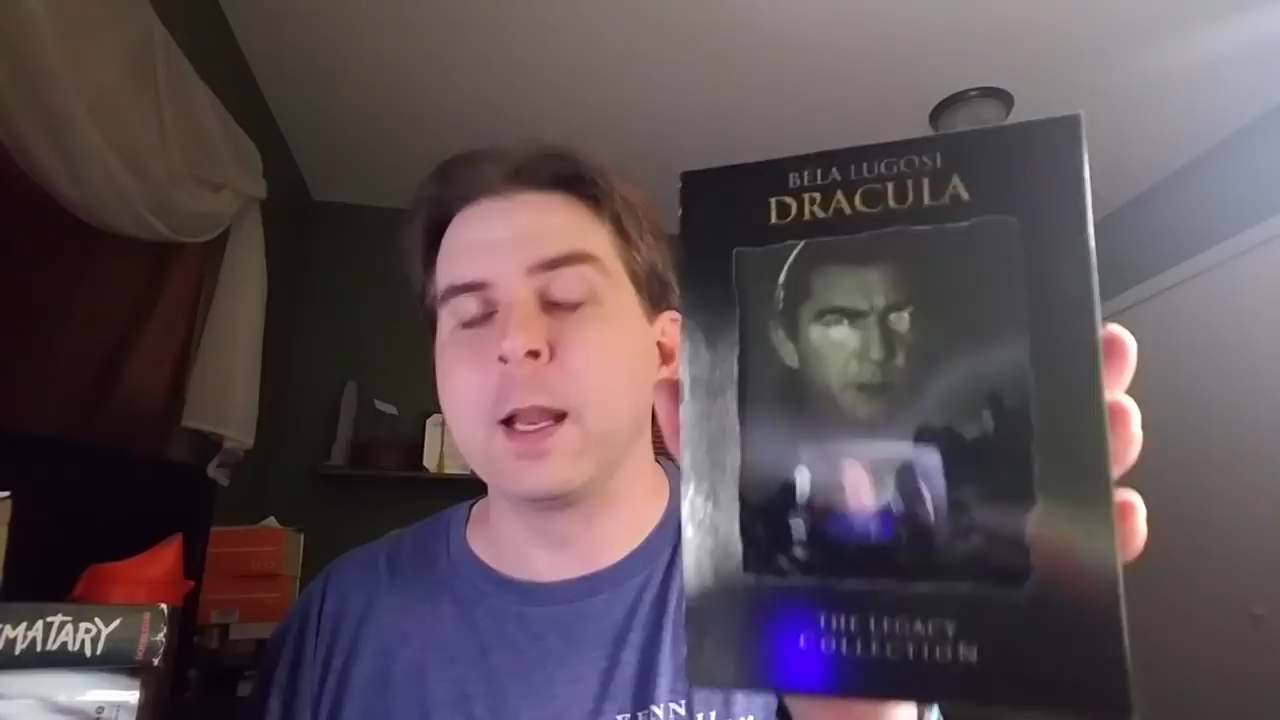 BELA LUGOSI
DRACULA
THE LEGACY
COLLECTION
MATARY